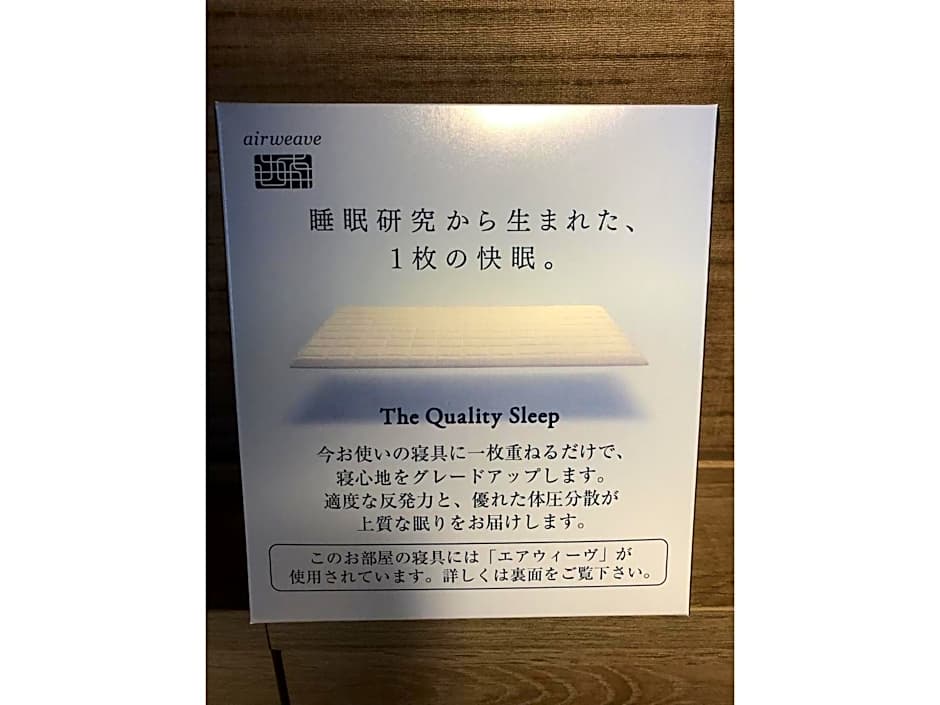 airweave
睡眠研究から生まれた、
1枚の快眠。
The Quality Sleep
今お使いの寝具に一枚重ねるだけで、
寝心地をグレードアップします。
適度な反発力と、優れた体圧分散が
上質な眠りをお届けします。
このお部屋の寝具には「エアウィーヴ」が
使用されています。詳しくは裏面をご覧下さい。